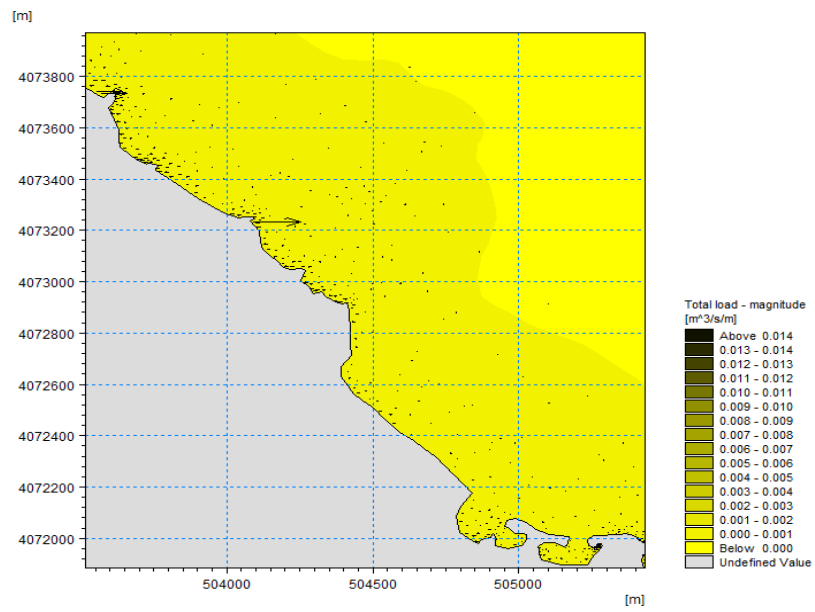 [m]
4073800
4073600
4073400
4073200
4073000
4072800
4072600
4072400
4072200
4072000
504000 504500 505000
[m]
Total load - magnitude
[m^3/s/m]
Above 0.014
0.013 - 0.014
0.012 - 0.013
0.011 - 0.012
0.010 - 0.011
0.009 - 0.010
0.008 - 0.009
0.007 - 0.008
0.006 - 0.007
0.005 - 0.006
0.004 - 0.005
0.003 - 0.004
0.002 - 0.003
0.001 - 0.002
0.000 - 0.001
Below 0.000
Undefined Value